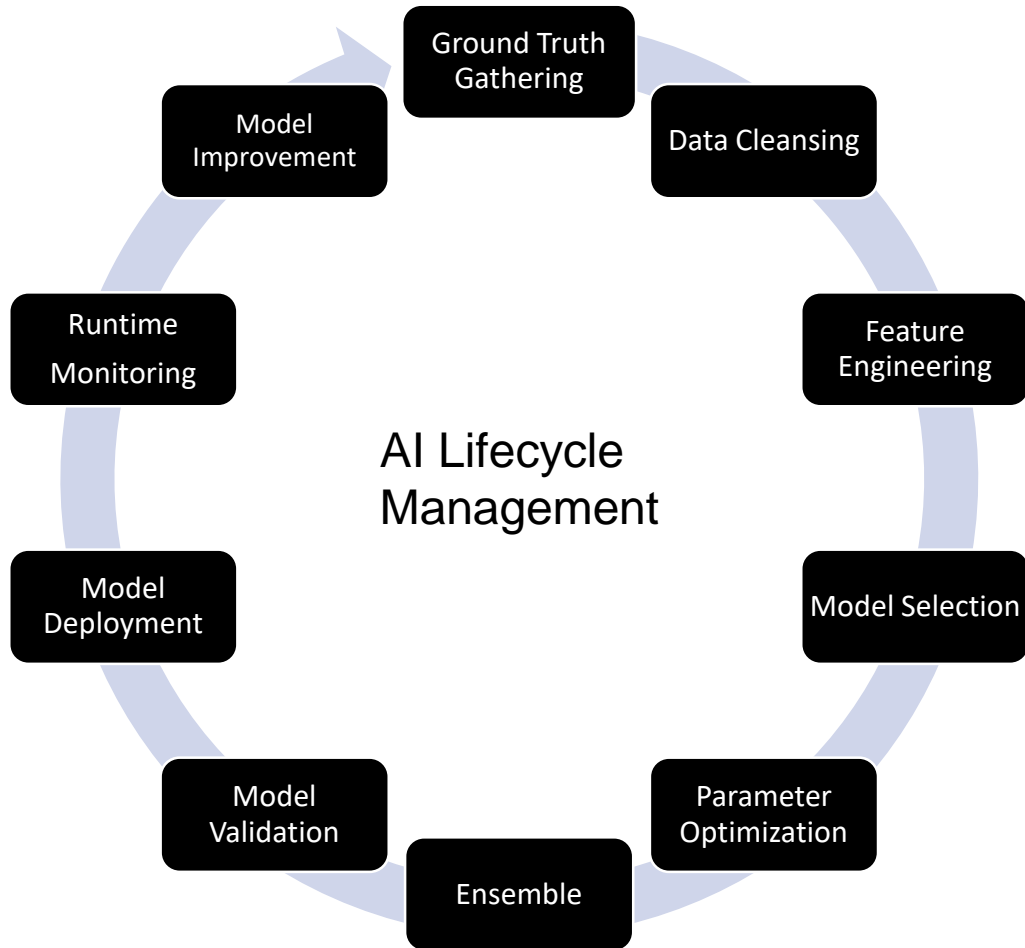 Ground Truth
Gathering
Data Cleansing
Feature
Engineering
Model Selection
Parameter
Optimization
Ensemble
Model
Validation
Model
Deployment
Runtime
Monitoring
Model
Improvement
AI Lifecycle
Management